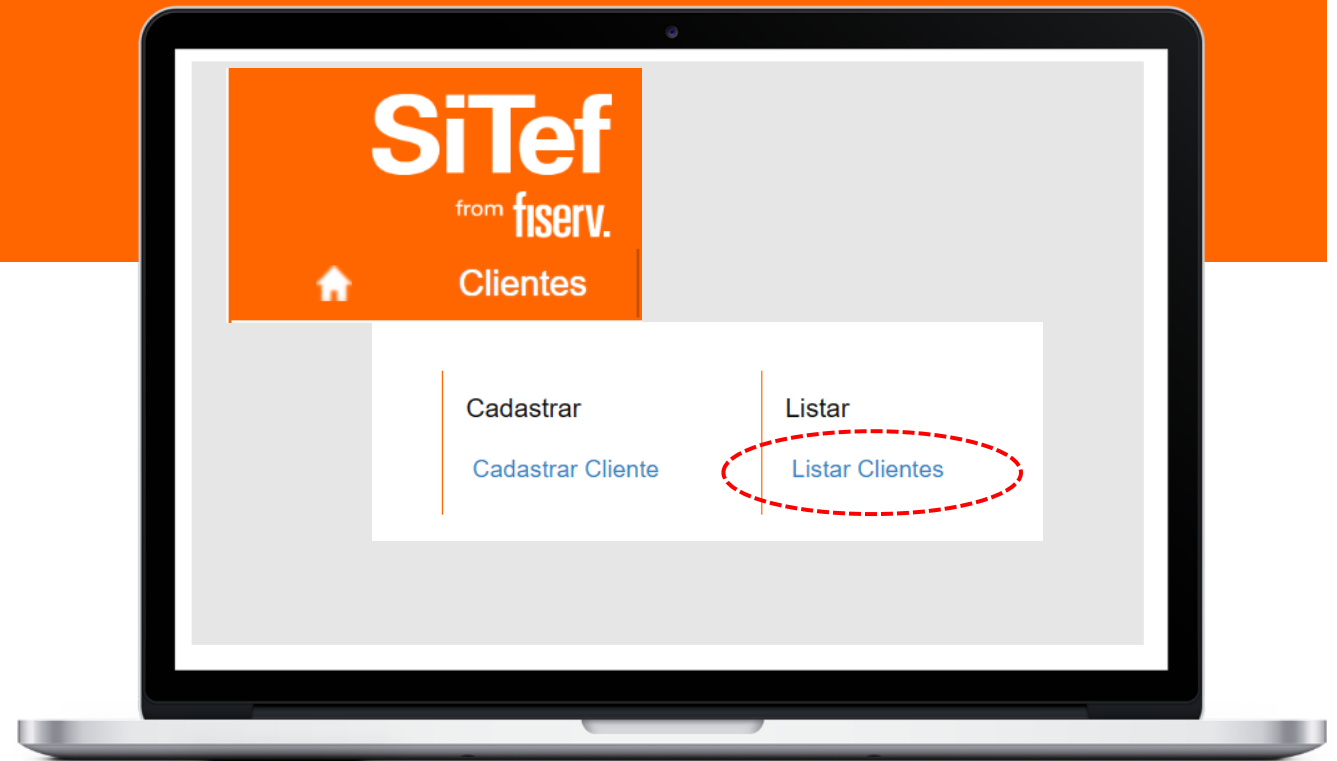 SiTef
from fiserv.
Clientes
Cadastrar
Listar
Cadastrar Cliente
Listar Clientes